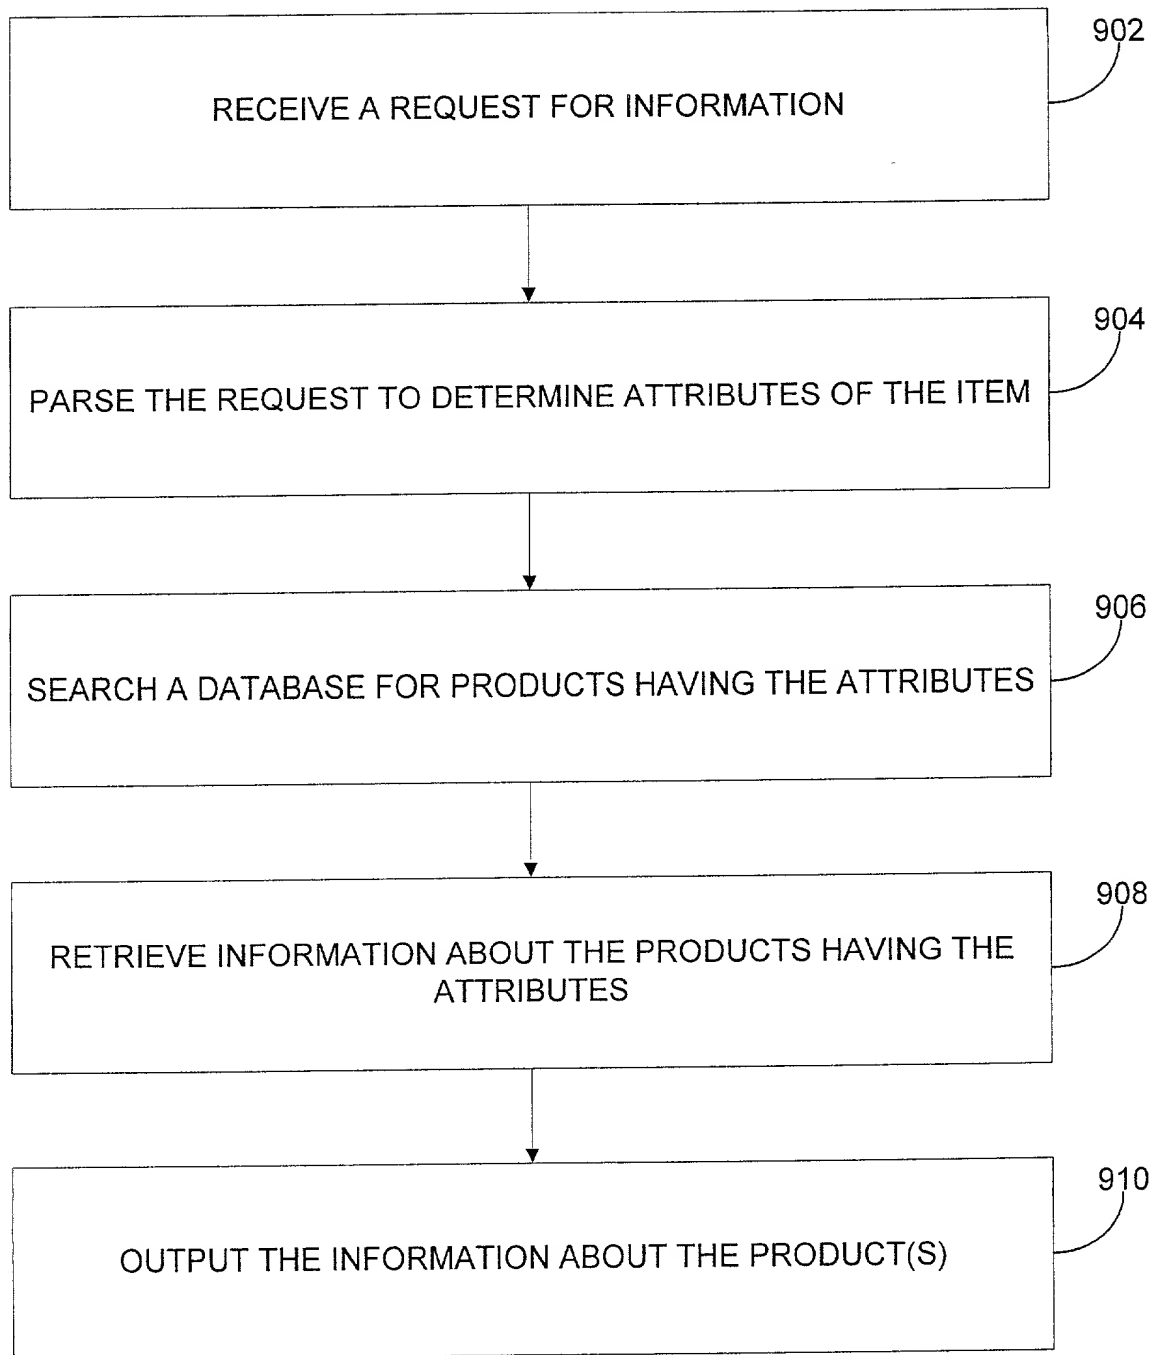 902
RECEIVE A REQUEST FOR INFORMATION
904
PARSE THE REQUEST TO DETERMINE ATTRIBUTES OF THE ITEM
906
SEARCH A DATABASE FOR PRODUCTS HAVING THE ATTRIBUTES
908
RETRIEVE INFORMATION ABOUT THE PRODUCTS HAVING THE
ATTRIBUTES
910
OUTPUT THE INFORMATION ABOUT THE PRODUCT(S)